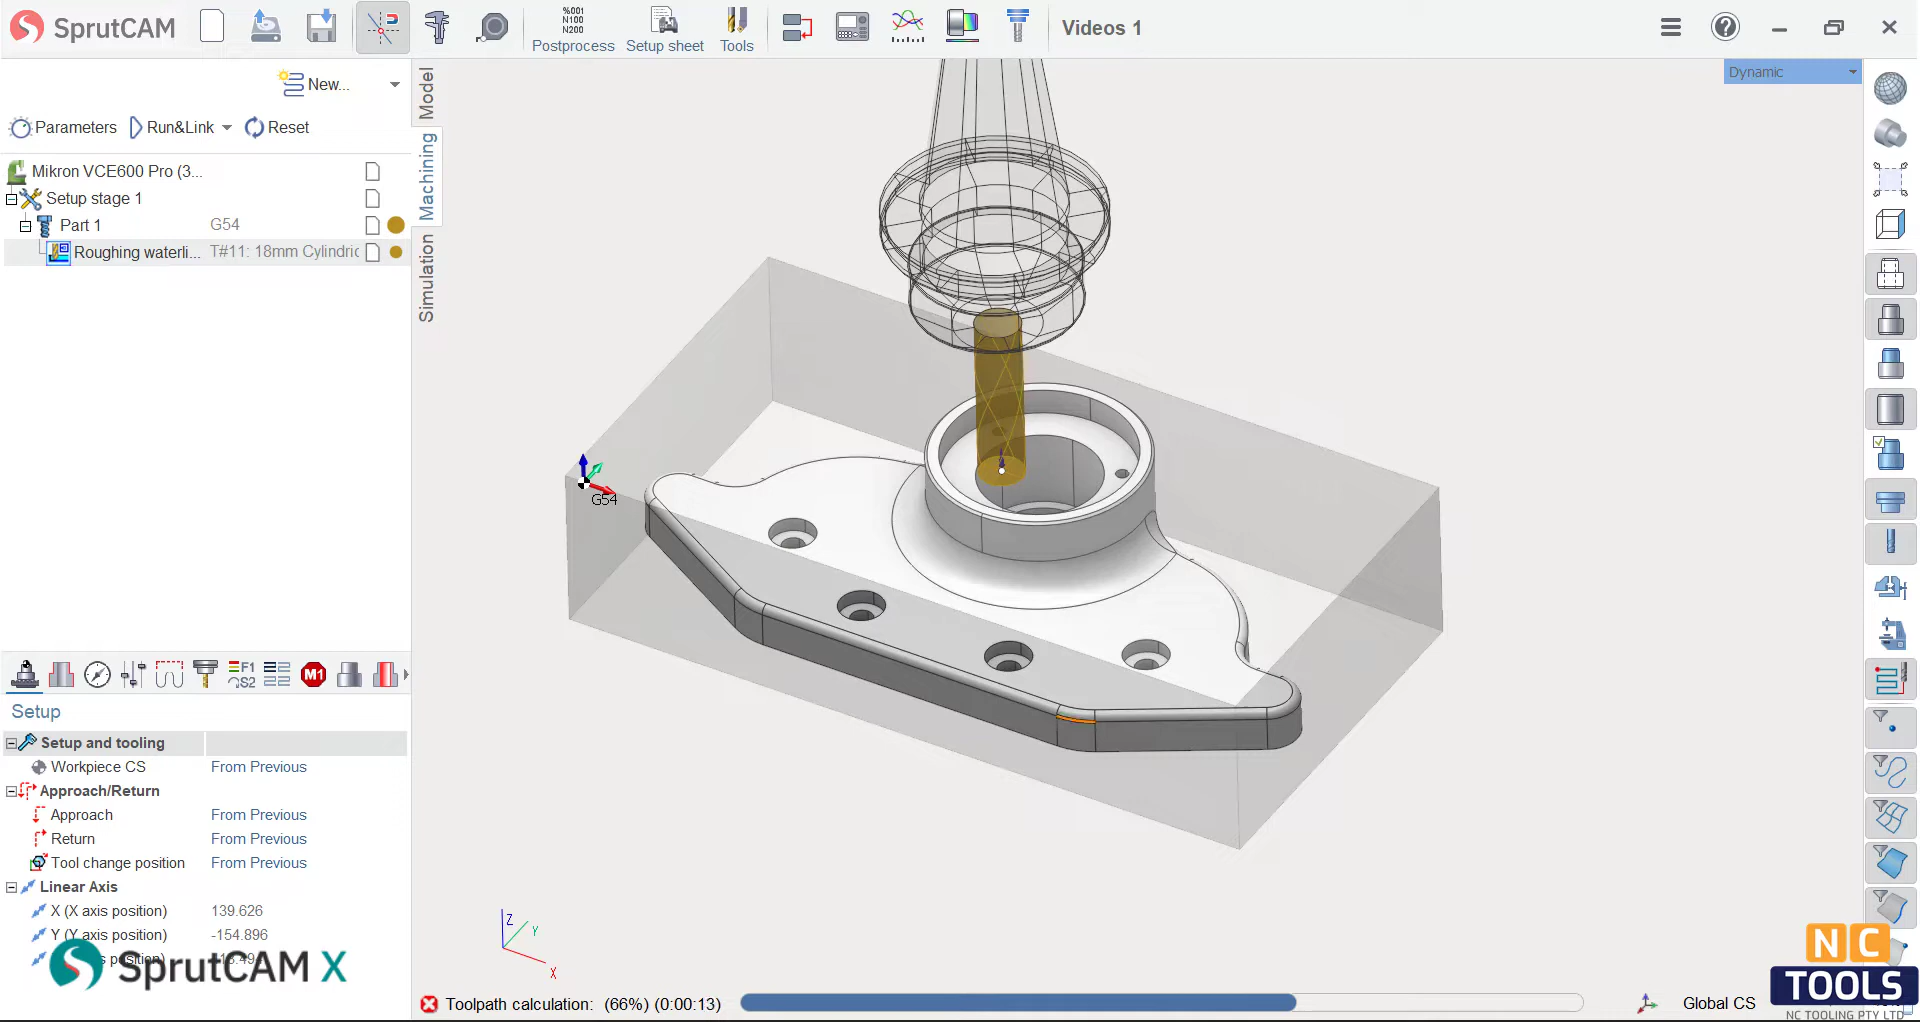 SprutCAM
%001
N100
N200
Postprocess
Setup sheet
Tools
Videos 1
New...
Parameters
Run&Link
Reset
Mikron VCE600 Pro (3...
Setup stage 1
Part 1
G54
Roughing waterli...
T#11: 18mm Cylindric
Model
Machining
Simulation
Dynamic
G54
F1
S2
M1
Setup
Setup and tooling
Workpiece CS
From Previous
Approach/Return
Approach
From Previous
Return
From Previous
Tool change position
From Previous
Linear Axis
X (X axis position)
139.626
Y (Y axis position)
-154.896
SprutCAM X
Z
Y
X
Toolpath calculation: (66%) (0:00:13)
Global CS
NC
TOOLS
NC TOOLING PTY LTD